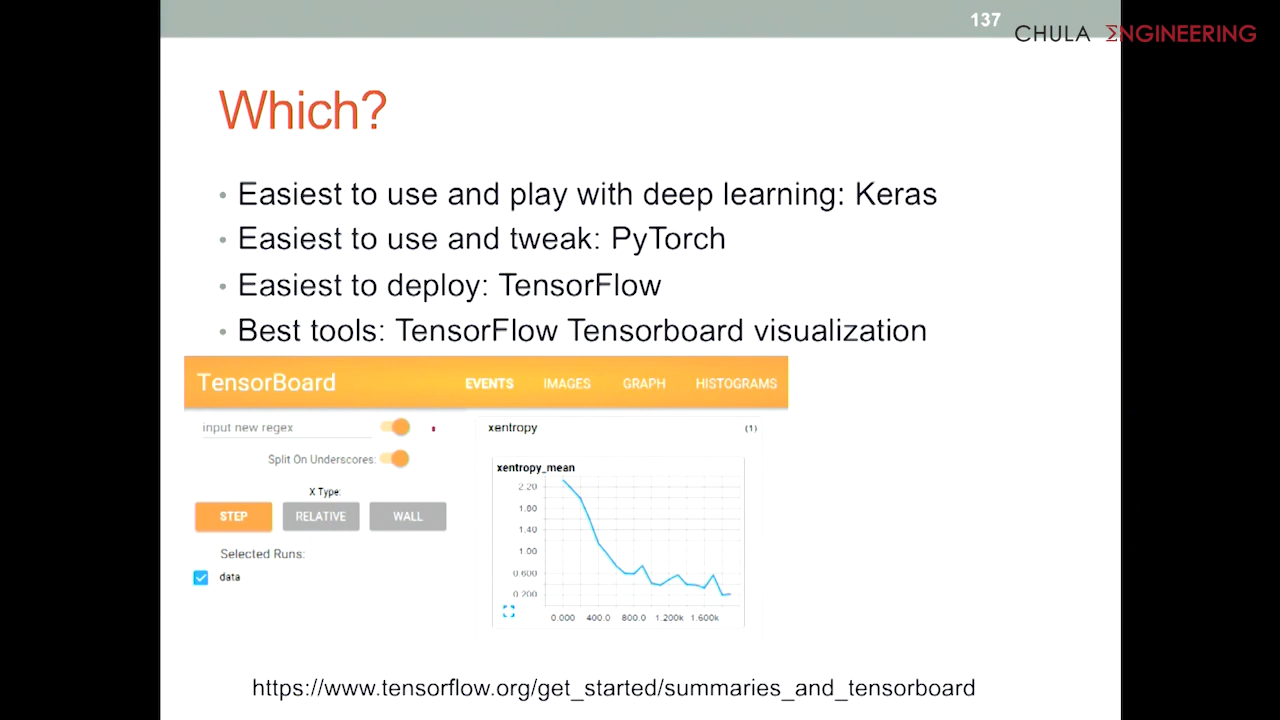 137
CHULA ΣNGINEERING
Which?
• Easiest to use and play with deep learning: Keras
• Easiest to use and tweak: PyTorch
• Easiest to deploy: TensorFlow
• Best tools: TensorFlow Tensorboard visualization
TensorBoard EVENTS IMAGES GRAPH HISTOGRAMS
input new regex
Split On Underscores:
X Type:
STEP RELATIVE WALL
Selected Runs:
data
xentropy (1)
xentropy_mean
2.20
1.80
1.40
1.00
0.600
0.200
0.000 400.0 800.0 1.200k 1.600k
https://www.tensorflow.org/get_started/summaries_and_tensorboard